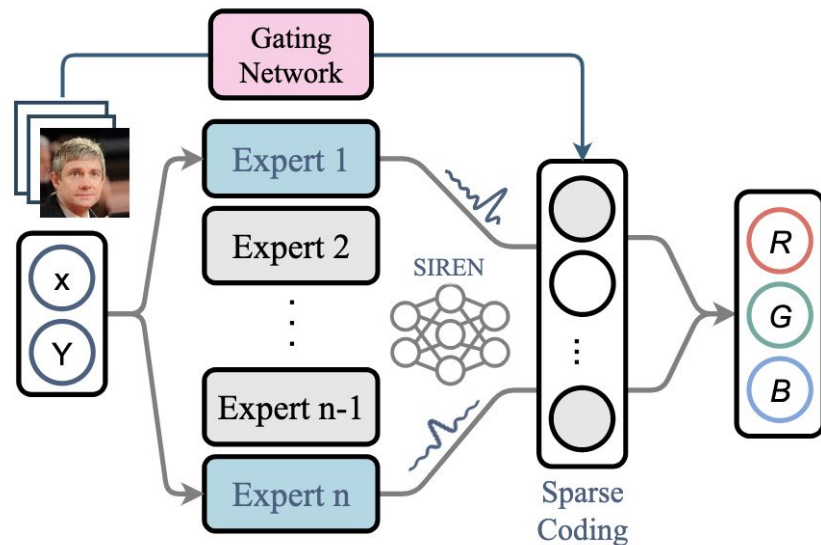 Gating
Network
Expert 1
Expert 2
SIREN
Expert n-1
Expert n
x
Y
Sparse
Coding
R
G
B